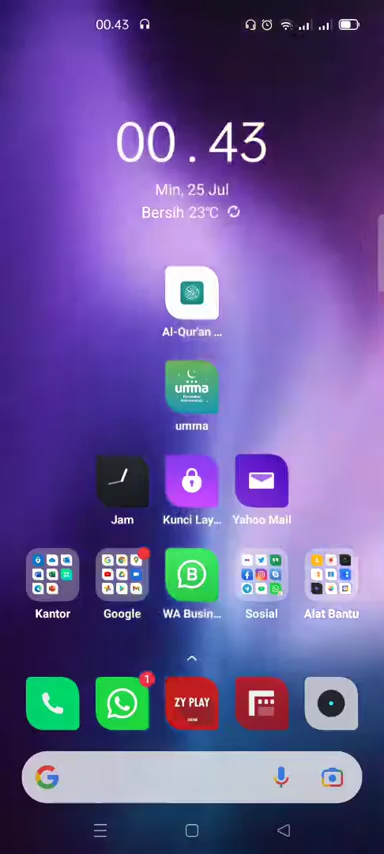 00.43
00.43
Min, 25 Jul
Bersih 23°C
Al-Qur'an ...
umma
umma
Jam
Kunci Lay...
Yahoo Mail
B
Kantor
Google
WA Busin...
Sosial
Alat Bantu
1
ZY PLAY
G